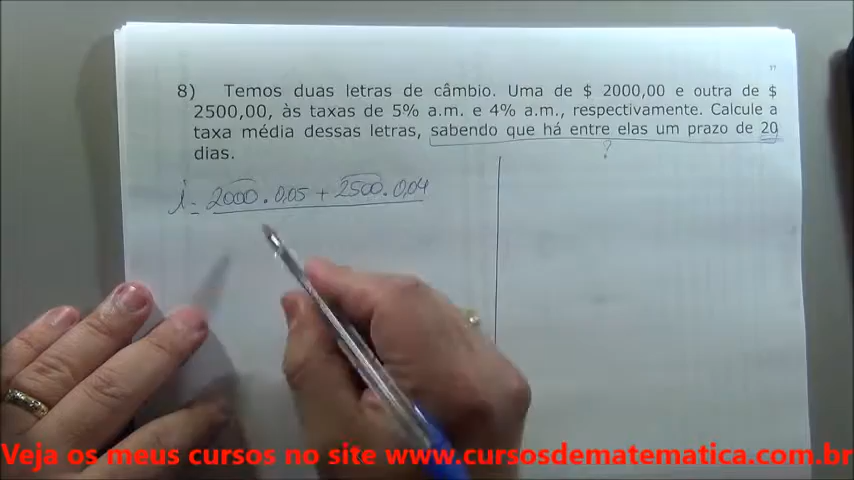 8) Temos duas letras de câmbio. Uma de $ 2000,00 e outra de $
2500,00, às taxas de 5% a.m. e 4% a.m., respectivamente. Calcule a
taxa média dessas letras, sabendo que há entre elas um prazo de 20
dias.
?
i = 2000 . 0,05 + 2500 . 0,04
Veja os meus cursos no site www.cursosdematematica.com.br